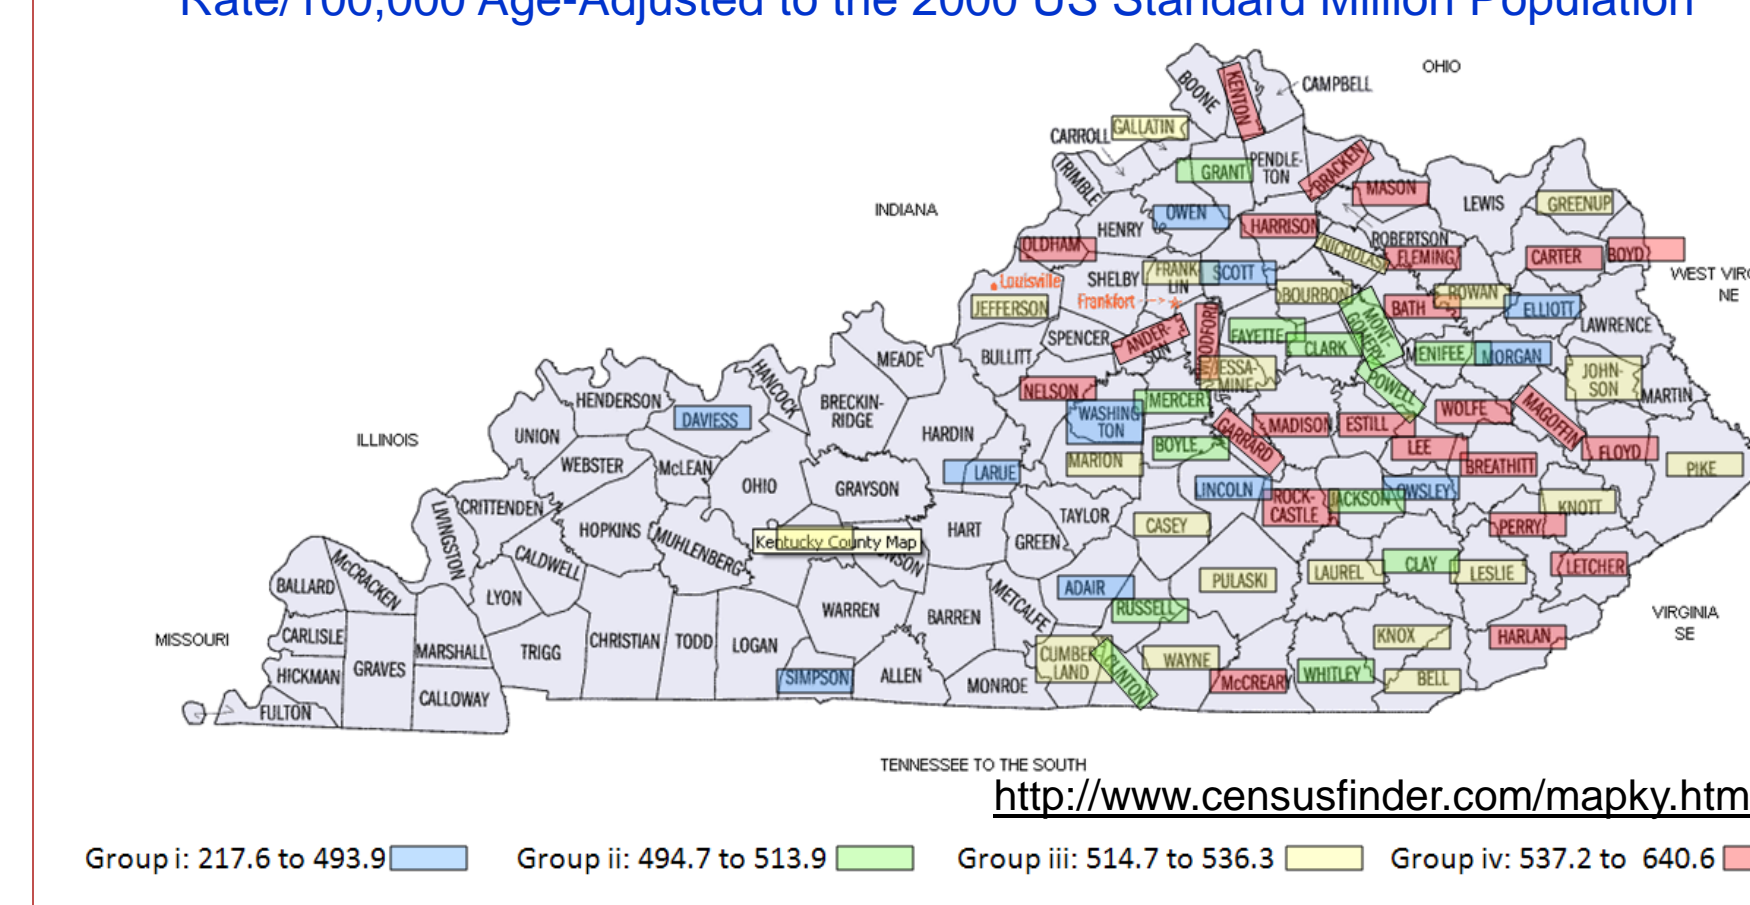 Rate/100,000 Age-Adjusted to the 2000 US Standard Million Population
OHIO
BOONE
KENTON
CAMPBELL
GALLATIN
CARROLL
TRIMBLE
GRANT
PENDLE-
TON
BRACKEN
MASON
LEWIS
GREENUP
INDIANA
HENRY
OWEN
HARRISON
ROBERTSON
NICHOLAS
FLEMING
CARTER
BOYD
OLDHAM
Louisville
SHELBY
FRANK
LIN
SCOTT
WEST VIRG
NE
Frankfort
JEFFERSON
BOURBON
BATH
ROWAN
ELLIOTT
LAWRENCE
SPENCER
ANDER-
SON
ODFORD
FAYETTE
CLARK
MONT-
GOMERY
MENIFEE
MORGAN
MEADE
BULLITT
ESSA-
MINE
POWELL
JOHN-
SON
MARTIN
HANCOCK
HENDERSON
DAVIESS
BRECKIN-
RIDGE
NELSON
WASHING
TON
MERCER
WOLFE
MAGOFFIN
ILLINOIS
UNION
HARDIN
BOYLE
GARRARD
MADISON
ESTILL
LEE
FLOYD
WEBSTER
McLEAN
LARUE
MARION
BREATHITT
PIKE
OHIO
GRAYSON
LINCOLN
ROCK-
CASTLE
JACKSON
OWSLEY
KNOTT
CRITTENDEN
LIVINGSTON
HOPKINS
MUHLENBERG
Kentucky County Map
NSON
HART
TAYLOR
GREEN
CASEY
PERRY
BALLARD
McCRACKEN
CALDWELL
LYON
ADAIR
PULASKI
LAUREL
CLAY
LESLIE
LETCHER
WARREN
BARREN
METCALFE
RUSSELL
VIRGINIA
SE
MISSOURI
CARLISLE
MARSHALL
TRIGG
CHRISTIAN
TODD
LOGAN
KNOX
HARLAN
HICKMAN
GRAVES
SIMPSON
ALLEN
MONROE
CUMBER
LAND
CLINTON
WAYNE
McCREARY
WHITLEY
BELL
CALLOWAY
FULTON
TENNESSEE TO THE SOUTH
http://www.censusfinder.com/mapky.htm
Group i: 217.6 to 493.9
Group ii: 494.7 to 513.9
Group iii: 514.7 to 536.3
Group iv: 537.2 to 640.6